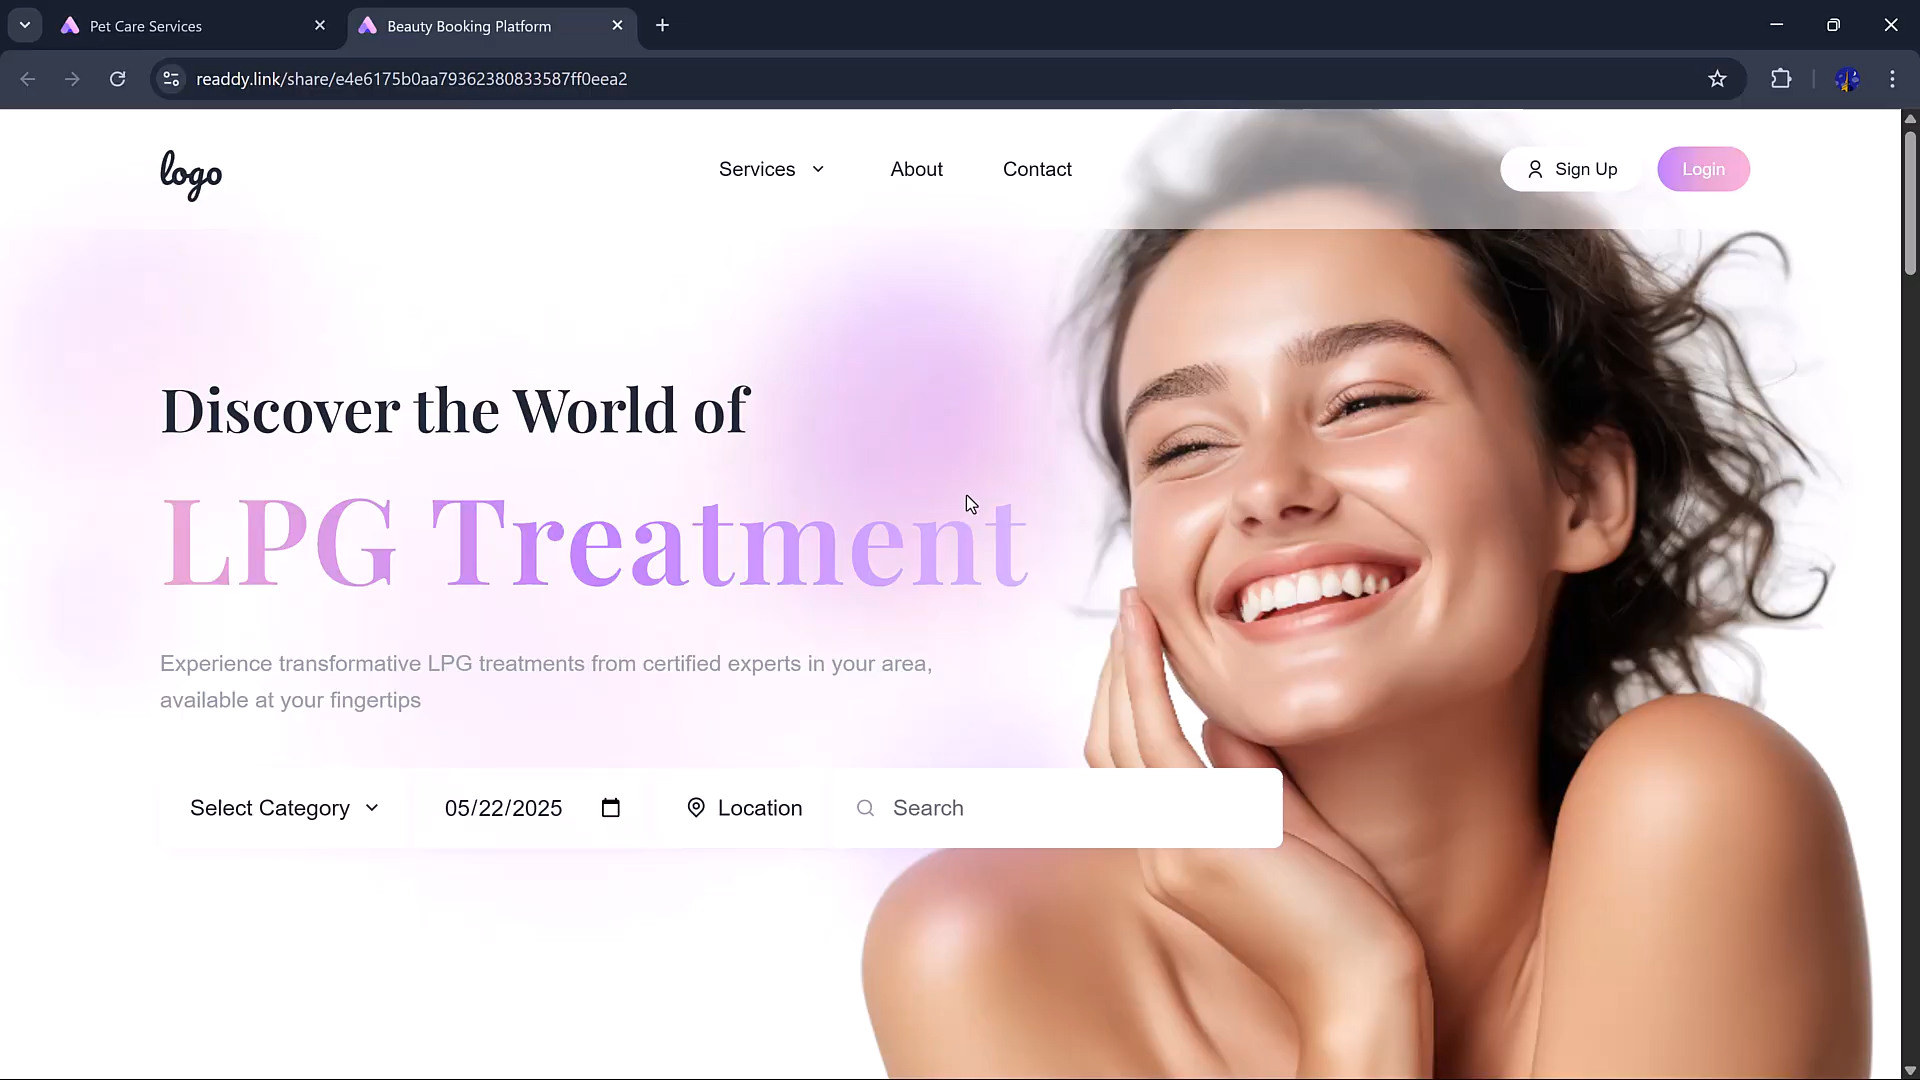 Pet Care Services
Beauty Booking Platform
readdy.link/share/e4e6175b0aa79362380833587ff0eea2
logo
Services
About
Contact
Sign Up
Login
Discover the World of
LPG Treatment
Experience transformative LPG treatments from certified experts in your area,
available at your fingertips
Select Category
05/22/2025
Location
Search